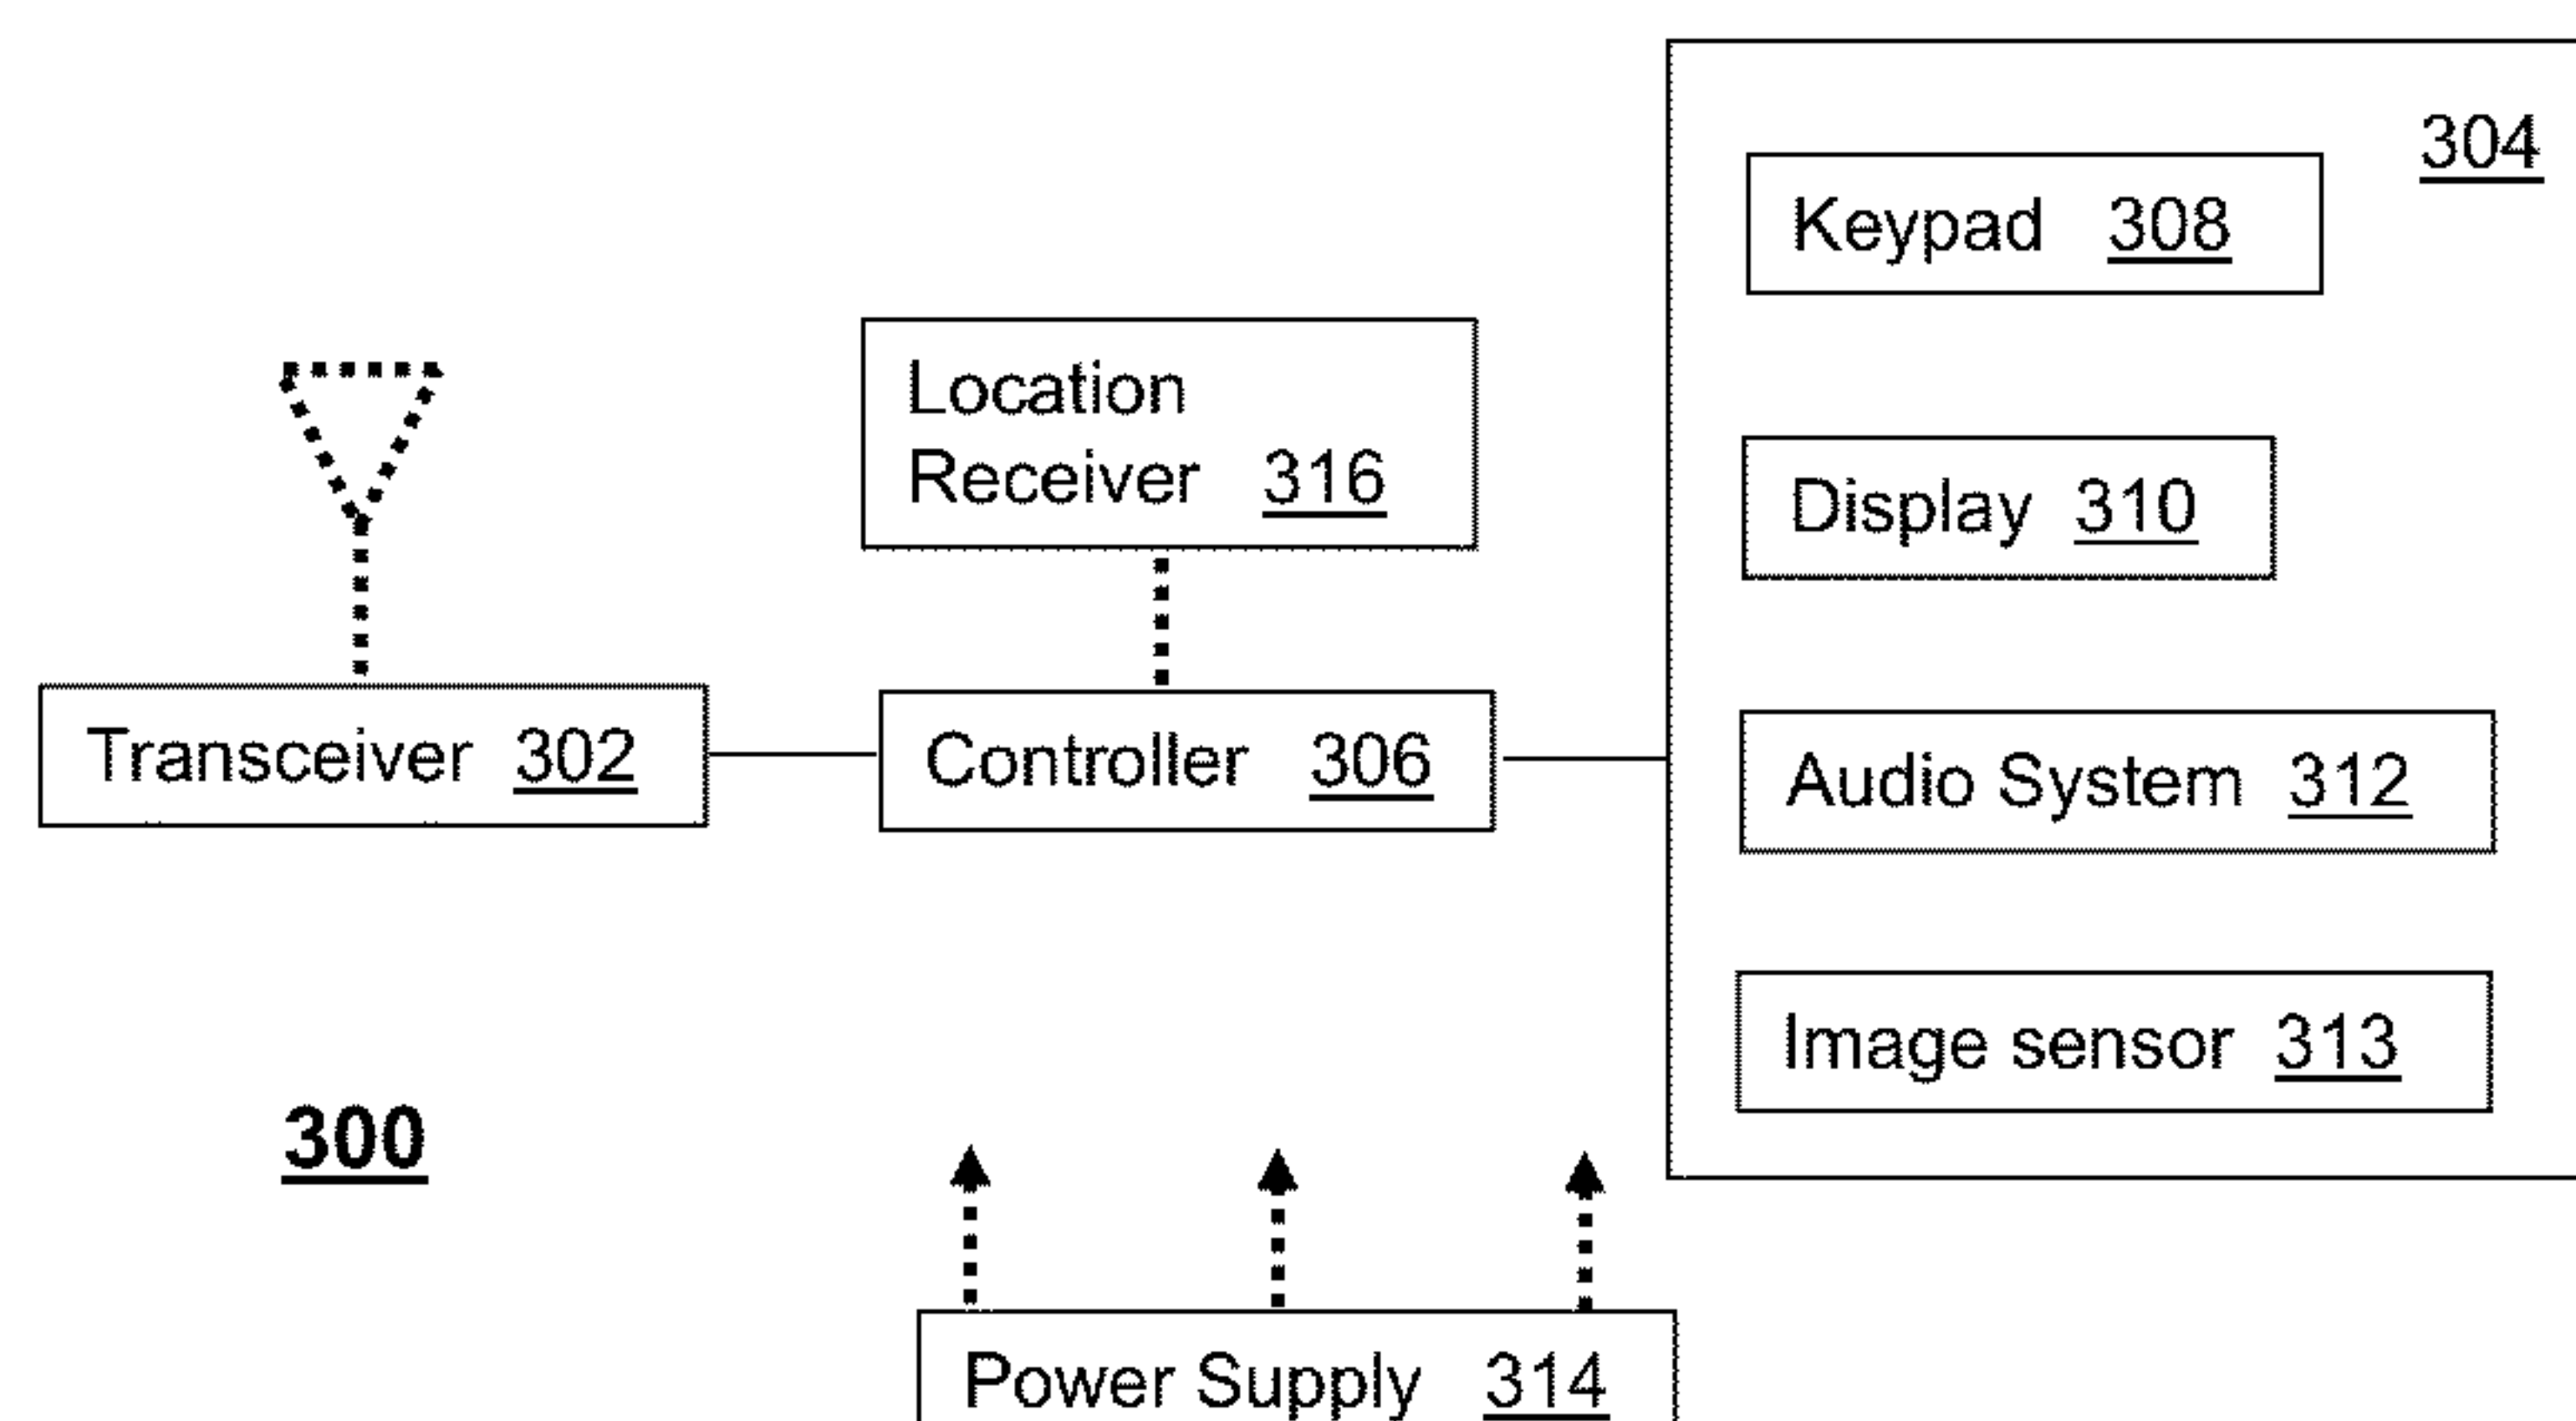 304
Keypad 308
Location
Receiver 316
Display 310
Transceiver 302
Controller 306
Audio System 312
Image sensor 313
300
Power Supply 314